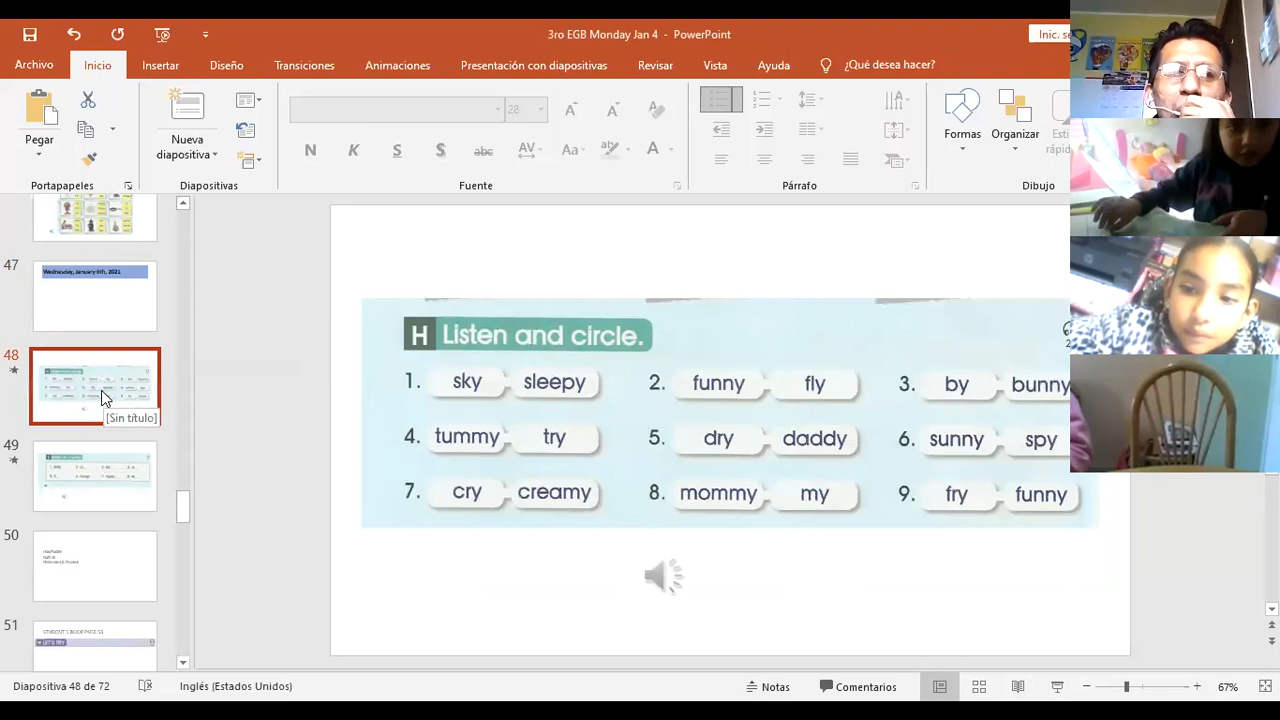 3ro EGB Monday Jan 4 - PowerPoint
Inic. s
Archivo Inicio Insertar Diseño Transiciones Animaciones Presentación con diapositivas Revisar Vista Ayuda ¿Qué desea hacer?
Pegar
Nueva diapositiva
28
N K S S abc AV Aa A
Formas Organizar
Portapapeles Diapositivas Fuente Párrafo Dibujo
47
Wednesday, January 6th, 2021
48
[Sin título]
49
50
51
STUDENT'S BOOK PAGE 53
H Listen and circle.
1. sky sleepy 2. funny fly 3. by bunny
4. tummy try 5. dry daddy 6. sunny spy
7. cry creamy 8. mommy my 9. fry funny
Diapositiva 48 de 72 Inglés (Estados Unidos) Notas Comentarios 67%